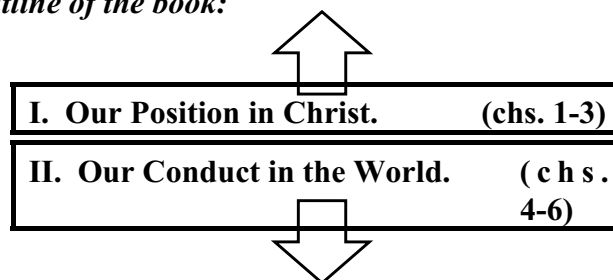 tline of the book:
I. Our Position in Christ. (chs. 1-3)
II. Our Conduct in the World. ( c h s .
4-6)